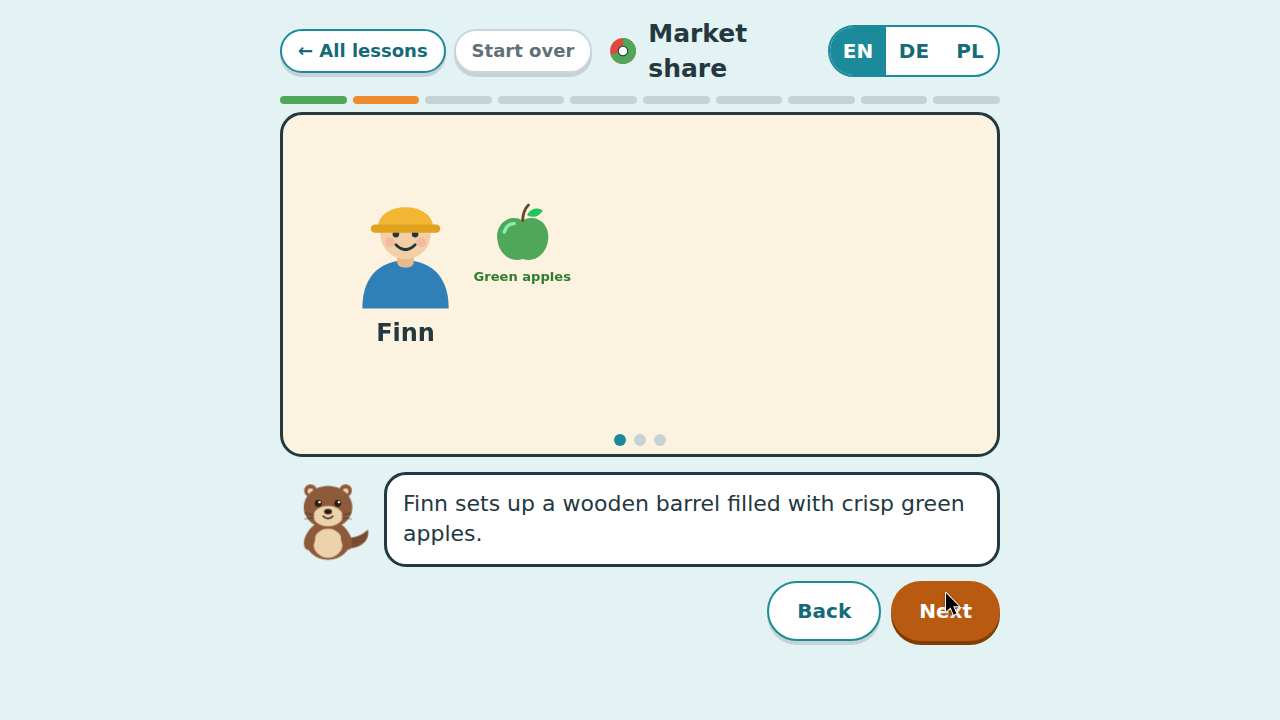 ← All lessons
Start over
Market
share
EN
DE
PL
Green apples
Finn
Finn sets up a wooden barrel filled with crisp green
apples.
Back
Next